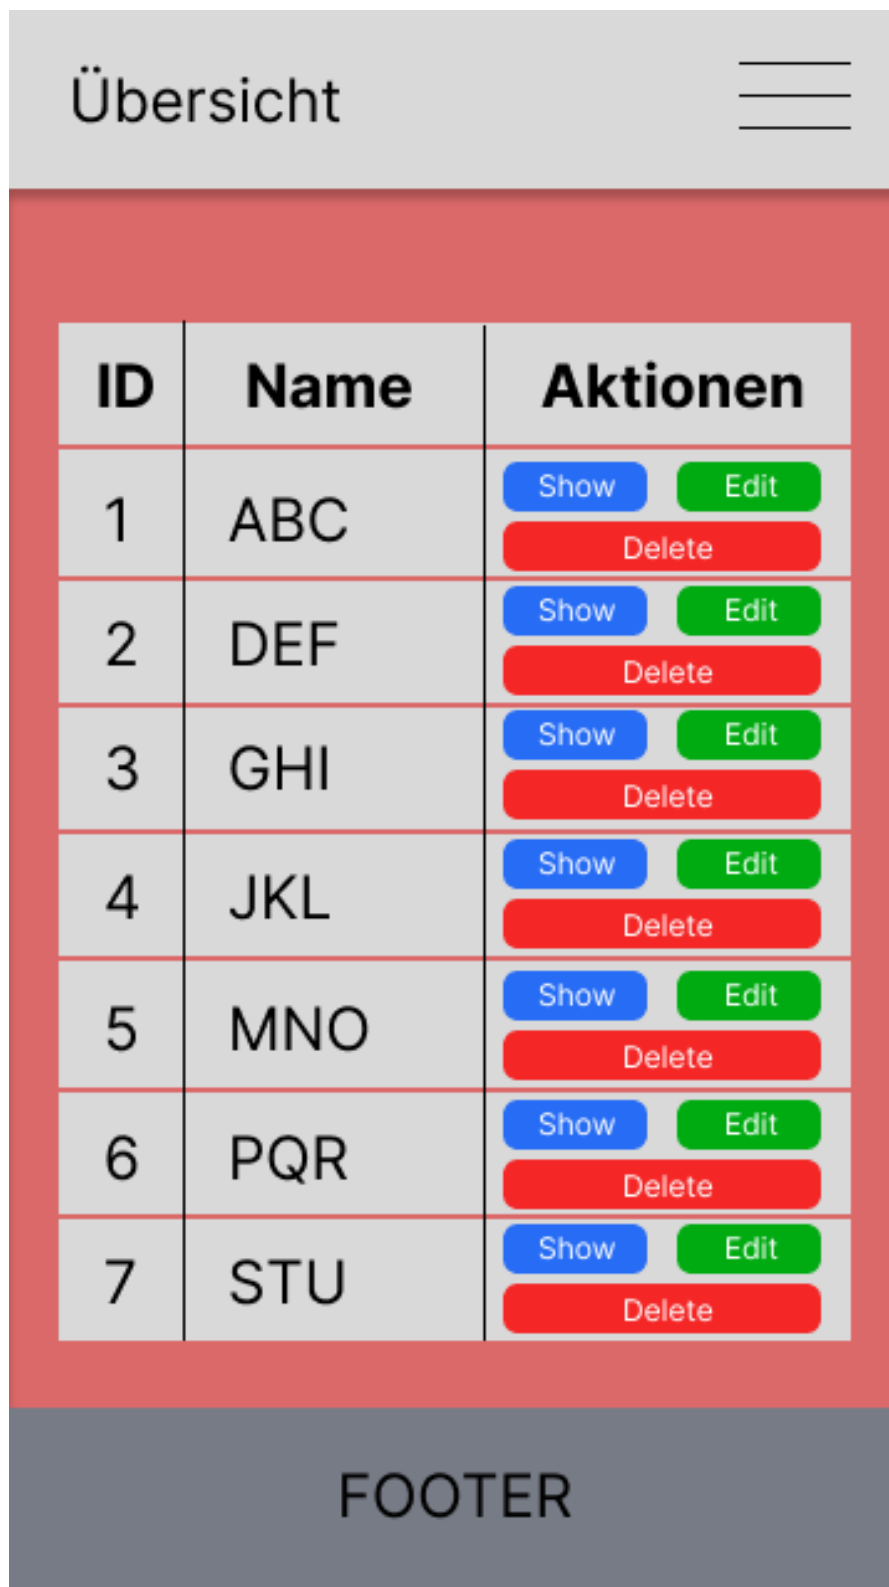 Übersicht
ID Name Aktionen
1 ABC Show Edit
Delete
2 DEF Show Edit
Delete
3 GHI Show Edit
Delete
4 JKL Show Edit
Delete
5 MNO Show Edit
Delete
6 PQR Show Edit
Delete
7 STU Show Edit
Delete
FOOTER